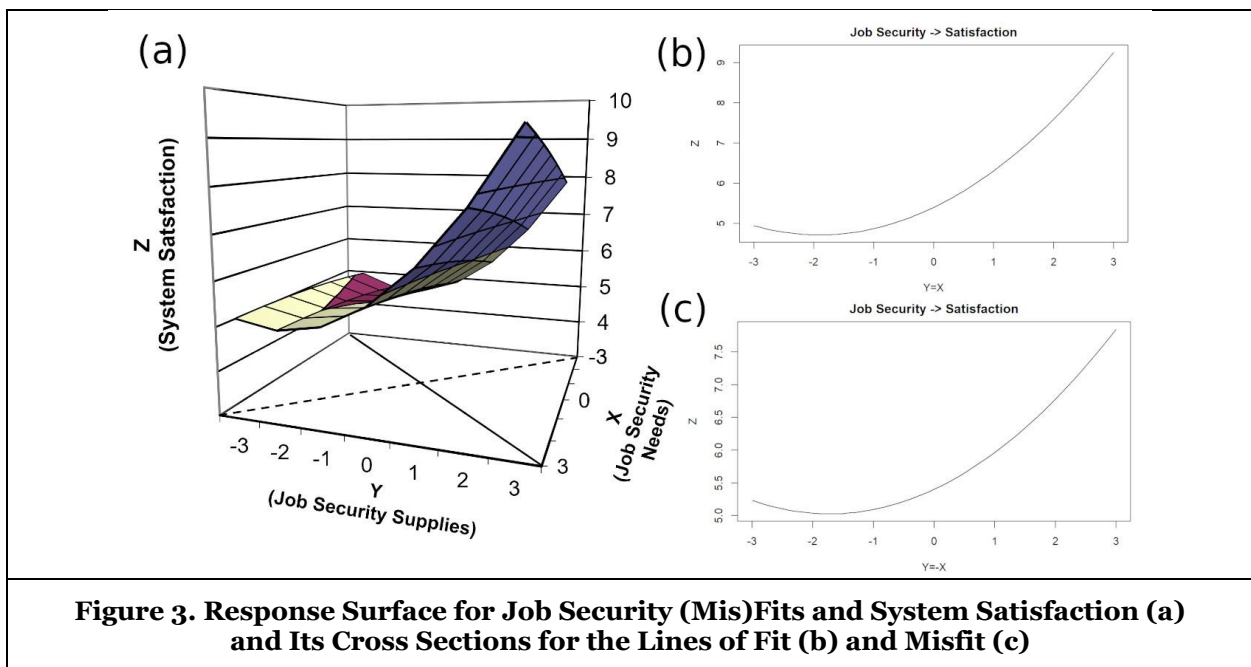 (a)
10
9
8
7
6
5
4
-3
0
3
Z
(System Satsfaction)
X
(Job Security
Needs)
-3
-2
-1
0
1
2
3
Y
(Job Security Supplies)
(b)
Job Security -> Satisfaction
9
8
7
6
5
Z
-3 -2 -1 0 1 2 3
Y=X
(c)
Job Security -> Satisfaction
7.5
7.0
6.5
6.0
5.5
5.0
Z
-3 -2 -1 0 1 2 3
Y=-X
Figure 3. Response Surface for Job Security (Mis)Fits and System Satisfaction (a)
and Its Cross Sections for the Lines of Fit (b) and Misfit (c)